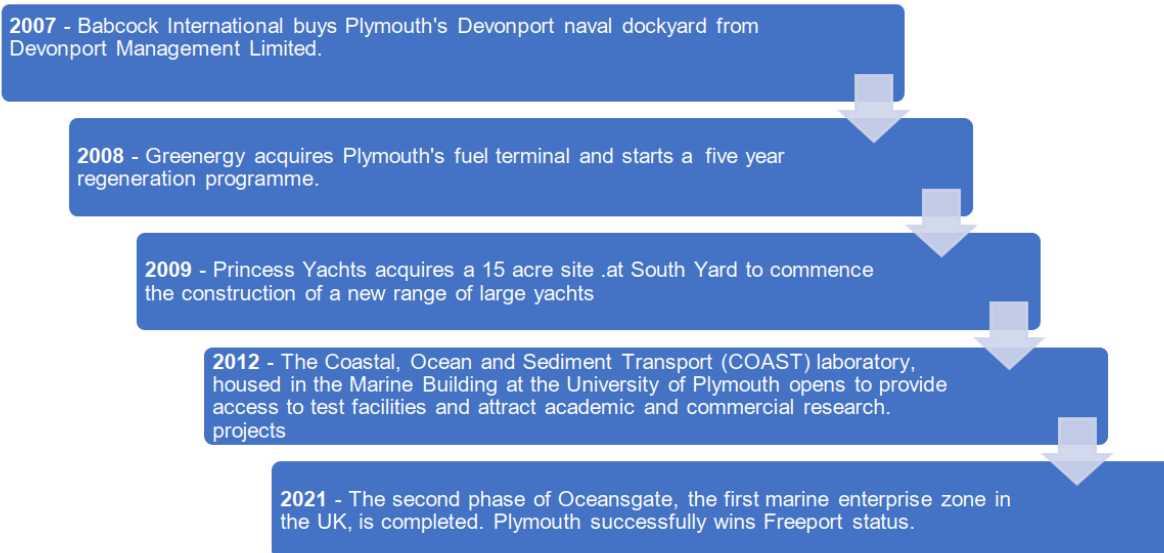 2007 - Babcock International buys Plymouth's Devonport naval dockyard from
Devonport Management Limited.
2008 - Greenergy acquires Plymouth's fuel terminal and starts a  five year
regeneration programme.
2009 - Princess Yachts acquires a 15 acre site .at South Yard to commence
the construction of a new range of large yachts
2012 - The Coastal, Ocean and Sediment Transport (COAST) laboratory,
housed in the Marine Building at the University of Plymouth opens to provide
access to test facilities and attract academic and commercial research.
projects
2021 - The second phase of Oceansgate, the first marine enterprise zone in
the UK, is completed. Plymouth successfully wins Freeport status.